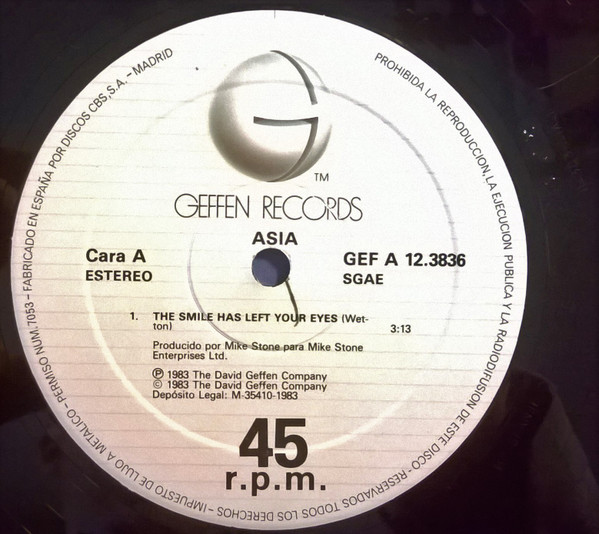 FABRICADO EN ESPAÑA POR DISCOS CBS,S.A. - MADRID
PROHIBIDA LA REPRODUCCION, LA EJECUCION PUBLICA Y LA RADIODIFUSION DE ESTE DISCO - RESERVADOS TODOS LOS DERECHOS - IMPUESTO DE LUJO A METALICO - PERMISO NUM. 7053 -
G
TM
GEFFEN RECORDS
ASIA
Cara A
GEF A 12.3836
ESTEREO
SGAE
1. THE SMILE HAS LEFT YOUR EYES (Wet-
ton) 3:13
Producido por Mike Stone para Mike Stone
Enterprises Ltd.
℗ 1983 The David Geffen Company
© 1983 The David Geffen Company
Depósito Legal: M-35410-1983
45
r.p.m.